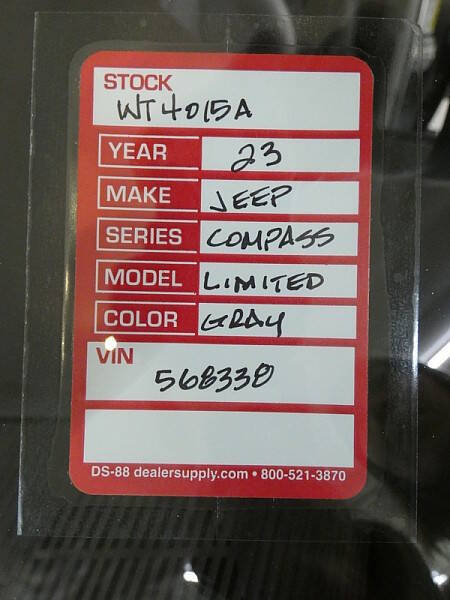 STOCK
WT4015A
YEAR 23
MAKE JEEP
SERIES COMPASS
MODEL LIMITED
COLOR GRAY
VIN
568338
DS-88 dealersupply.com • 800-521-3870